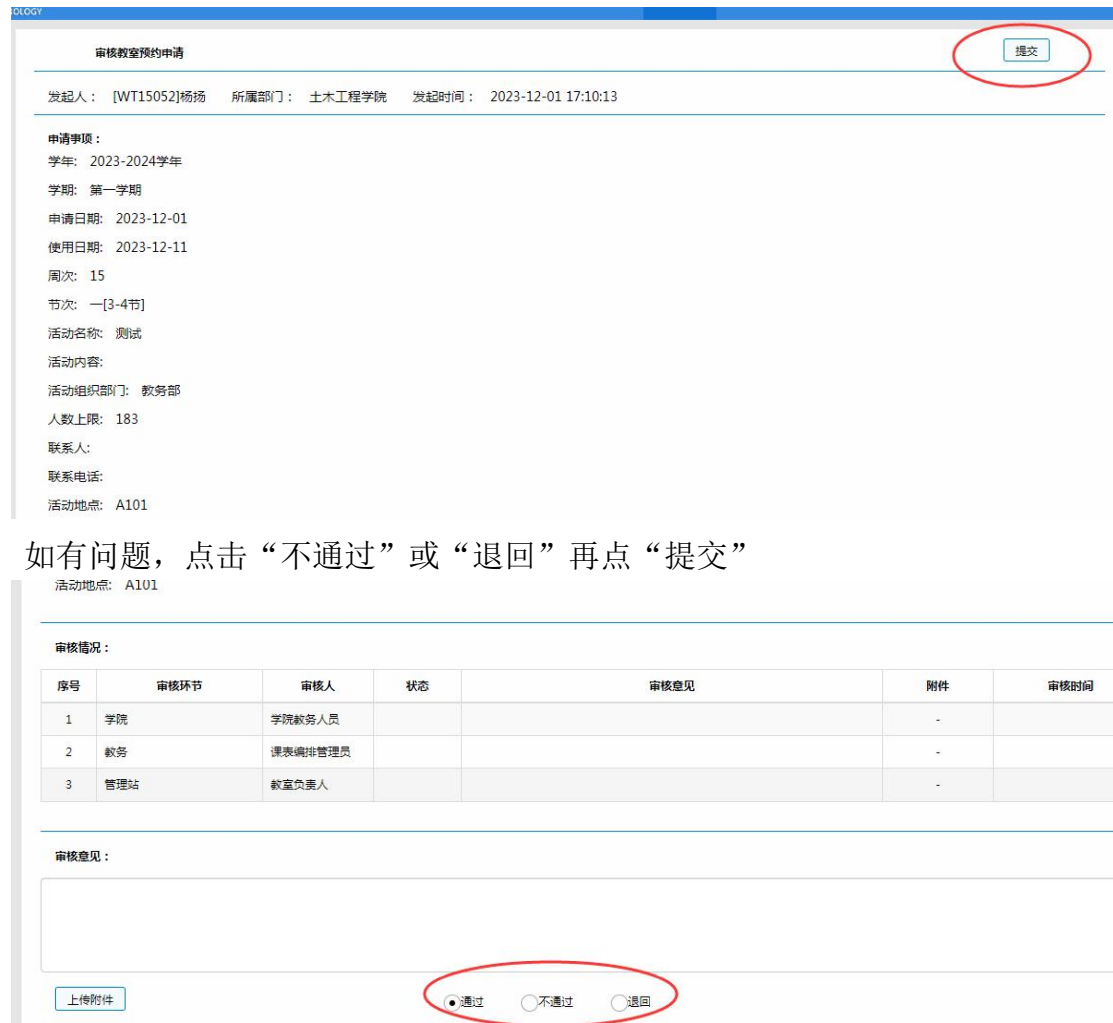 OLOGY
审核教室预约申请 提交
发起人： [WT15052]杨扬 所属部门： 土木工程学院 发起时间： 2023-12-01 17:10:13
申请事项：
学年: 2023-2024学年
学期: 第一学期
申请日期: 2023-12-01
使用日期: 2023-12-11
周次: 15
节次: 一[3-4节]
活动名称: 测试
活动内容:
活动组织部门: 教务部
人数上限: 183
联系人:
联系电话:
活动地点: A101
如有问题，点击“不通过”或“退回”再点“提交”
活动地点: A101
审核情况：
序号 审核环节 审核人 状态 审核意见 附件 审核时间
1 学院 学院教务人员 -
2 教务 课表编排管理员 -
3 管理站 教室负责人 -
审核意见：
上传附件 通过 不通过 退回